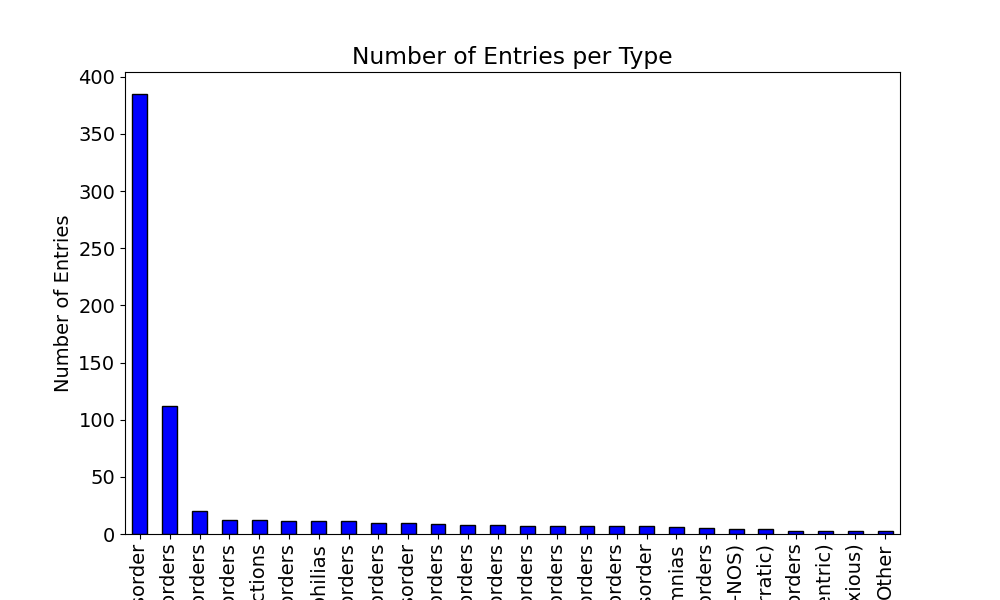 Number of Entries per Type
Number of Entries
400
350
300
250
200
150
100
50
0
sorder
orders
orders
orders
ctions
orders
philias
orders
orders
sorder
orders
orders
orders
orders
orders
orders
orders
sorder
mnias
orders
-NOS)
rratic)
orders
entric)
xious)
Other